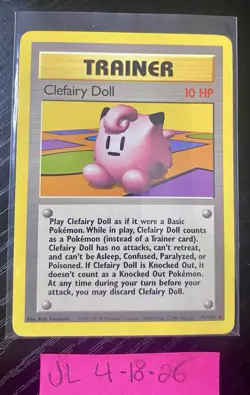 TRAINER
Clefairy Doll 10 HP
Play Clefairy Doll as if it were a Basic
Pokémon. While in play, Clefairy Doll counts
as a Pokémon (instead of a Trainer card).
Clefairy Doll has no attacks, can't retreat,
and can't be Asleep, Confused, Paralyzed, or
Poisoned. If Clefairy Doll is Knocked Out, it
doesn't count as a Knocked Out Pokémon.
At any time during your turn before your
attack, you may discard Clefairy Doll.
JL 4-18-26